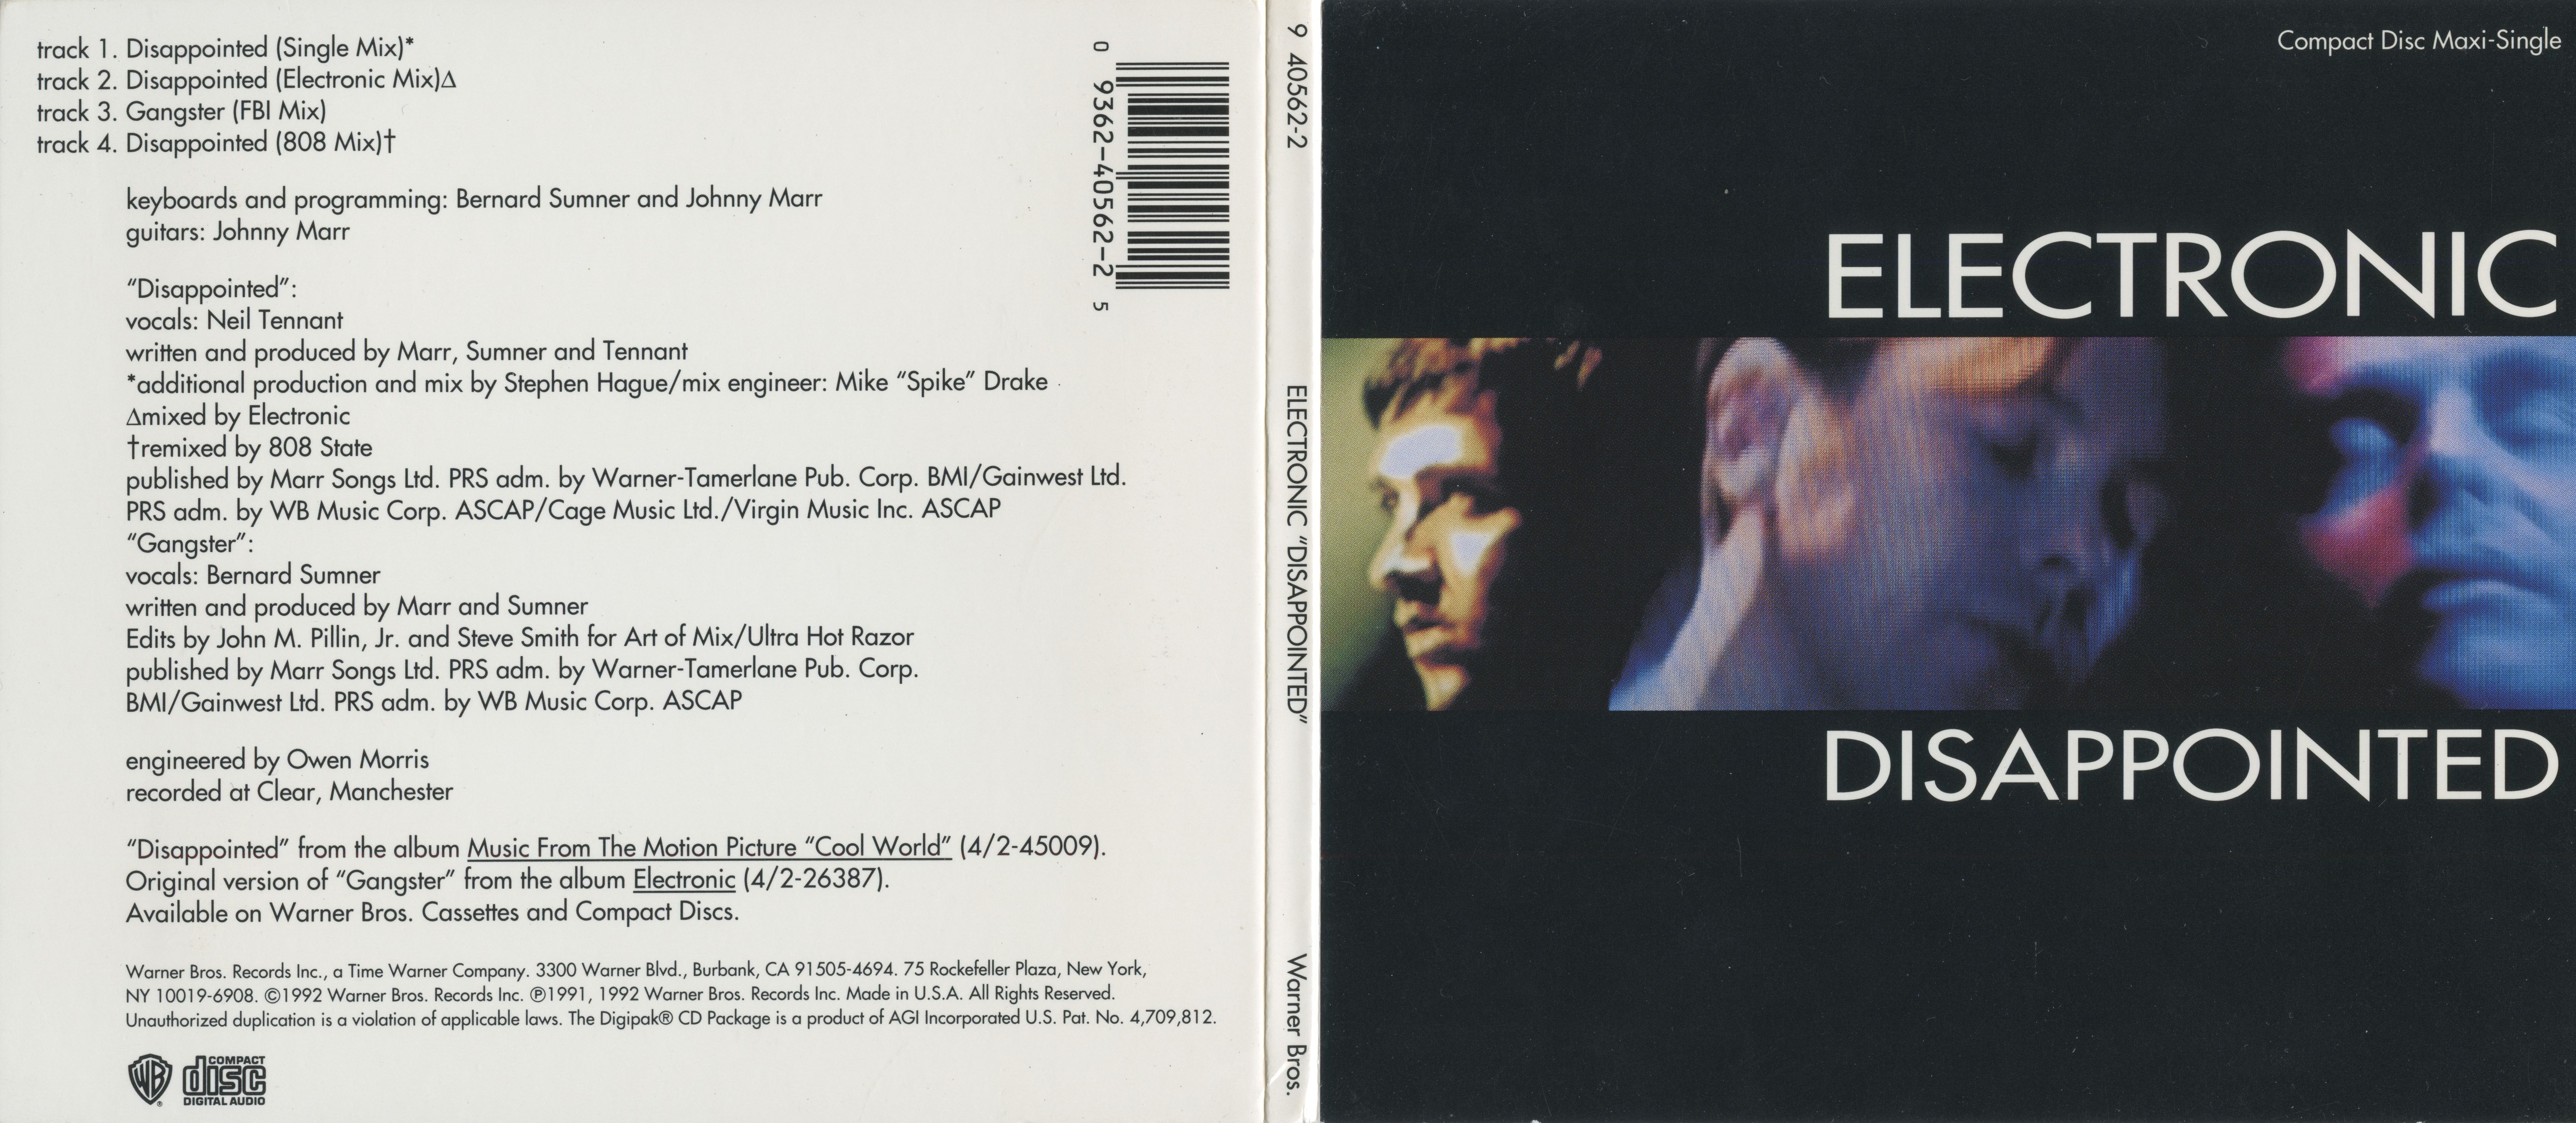 track 1. Disappointed (Single Mix)*
track 2. Disappointed (Electronic Mix)∆
track 3. Gangster (FBI Mix)
track 4. Disappointed (808 Mix)†
keyboards and programming: Bernard Sumner and Johnny Marr
guitars: Johnny Marr
“Disappointed”:
vocals: Neil Tennant
written and produced by Marr, Sumner and Tennant
*additional production and mix by Stephen Hague/mix engineer: Mike “Spike” Drake
∆mixed by Electronic
†remixed by 808 State
published by Marr Songs Ltd. PRS adm. by Warner-Tamerlane Pub. Corp. BMI/Gainwest Ltd.
PRS adm. by WB Music Corp. ASCAP/Cage Music Ltd./Virgin Music Inc. ASCAP
“Gangster”:
vocals: Bernard Sumner
written and produced by Marr and Sumner
Edits by John M. Pillin, Jr. and Steve Smith for Art of Mix/Ultra Hot Razor
published by Marr Songs Ltd. PRS adm. by Warner-Tamerlane Pub. Corp.
BMI/Gainwest Ltd. PRS adm. by WB Music Corp. ASCAP
engineered by Owen Morris
recorded at Clear, Manchester
“Disappointed” from the album Music From The Motion Picture “Cool World” (4/2-45009).
Original version of “Gangster” from the album Electronic (4/2-26387).
Available on Warner Bros. Cassettes and Compact Discs.
Warner Bros. Records Inc., a Time Warner Company. 3300 Warner Blvd., Burbank, CA 91505-4694. 75 Rockefeller Plaza, New York,
NY 10019-6908. ©1992 Warner Bros. Records Inc. ℗1991, 1992 Warner Bros. Records Inc. Made in U.S.A. All Rights Reserved.
Unauthorized duplication is a violation of applicable laws. The Digipak® CD Package is a product of AGI Incorporated U.S. Pat. No. 4,709,812.
WB
COMPACT
disc
DIGITAL AUDIO
0 9362-40562-2 5
9 40562-2
ELECTRONIC “DISAPPOINTED”
Warner Bros.
Compact Disc Maxi-Single
ELECTRONIC
DISAPPOINTED